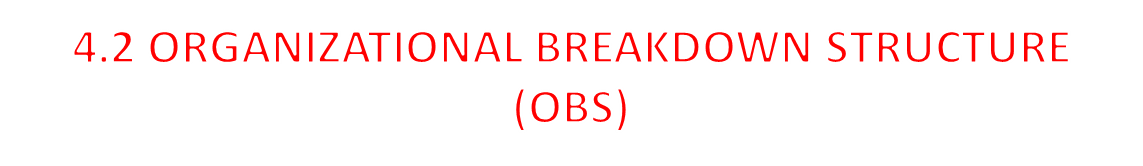 4.2 ORGANIZATIONAL BREAKDOWN STRUCTURE
(OBS)